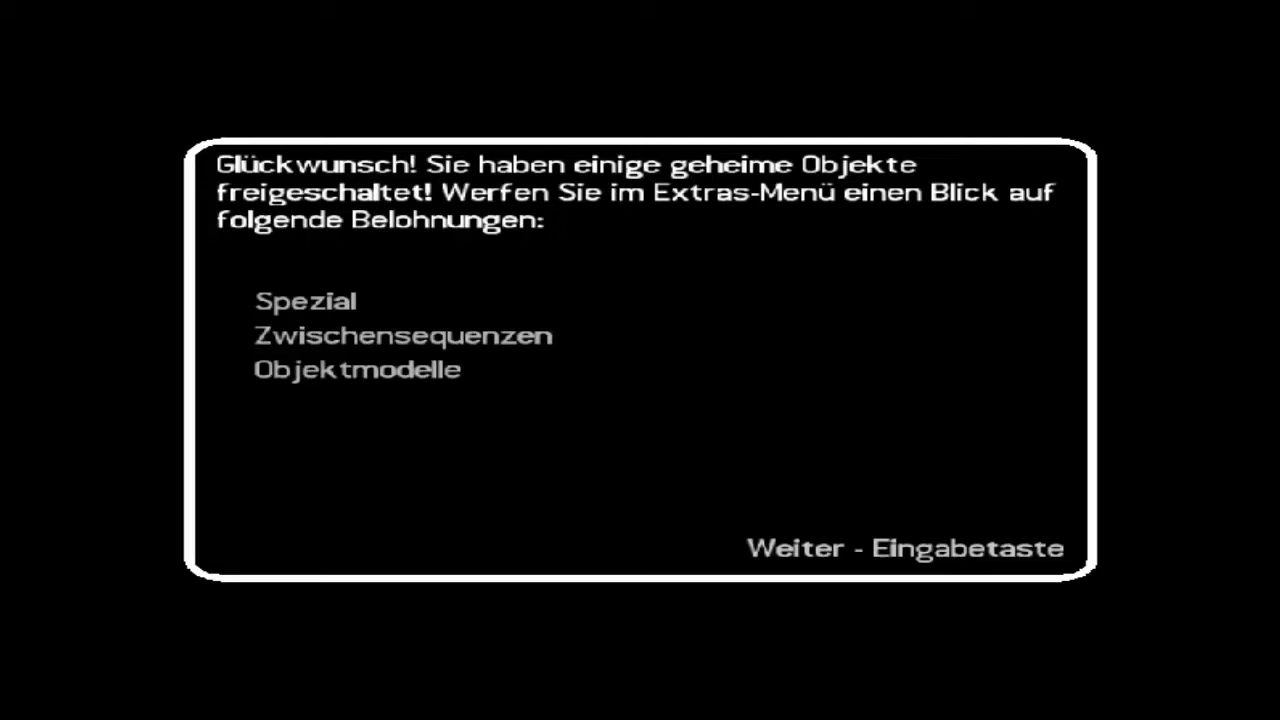 Glückwunsch! Sie haben einige geheime Objekte
freigeschaltet! Werfen Sie im Extras-Menü einen Blick auf
folgende Belohnungen:
Spezial
Zwischensequenzen
Objektmodelle
Weiter - Eingabetaste